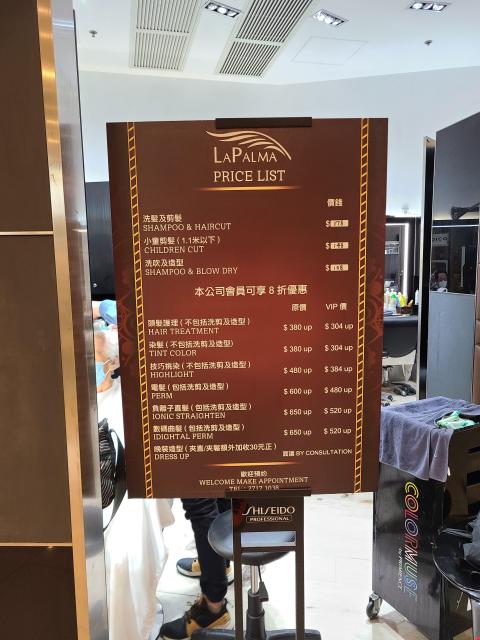 LAPALMA
PRICE LIST
價錢
洗髮及剪髮
SHAMPOO & HAIRCUT $
小童剪髮 ( 1.1米以下 )
CHILDREN CUT $
洗吹及造型
SHAMPOO & BLOW DRY $
本公司會員可享 8 折優惠
原價 VIP 價
頭髮護理 ( 不包括洗剪及造型 )
HAIR TREATMENT $ 380 up $ 304 up
染髮 ( 不包括洗剪及造型)
TINT COLOR $ 380 up $ 304 up
技巧挑染 ( 不包括洗剪及造型 )
HIGHLIGHT $ 480 up $ 384 up
電髮 ( 包括洗剪及造型 )
PERM $ 600 up $ 480 up
負離子直髮 ( 包括洗剪及造型 )
IONIC STRAIGHTEN $ 650 up $ 520 up
數碼曲髮 ( 包括洗剪及造型 )
IDIGHTAL PERM $ 650 up $ 520 up
晚裝造型 ( 夾直/夾曏額外加收30元正 )
DRESS UP 面議 BY CONSULTATION
歡迎預約
WELCOME MAKE APPOINTMENT
TEL : 2717 1038
SHISEIDO
PROFESSIONAL
COLORMUSE
by PROMIENCE